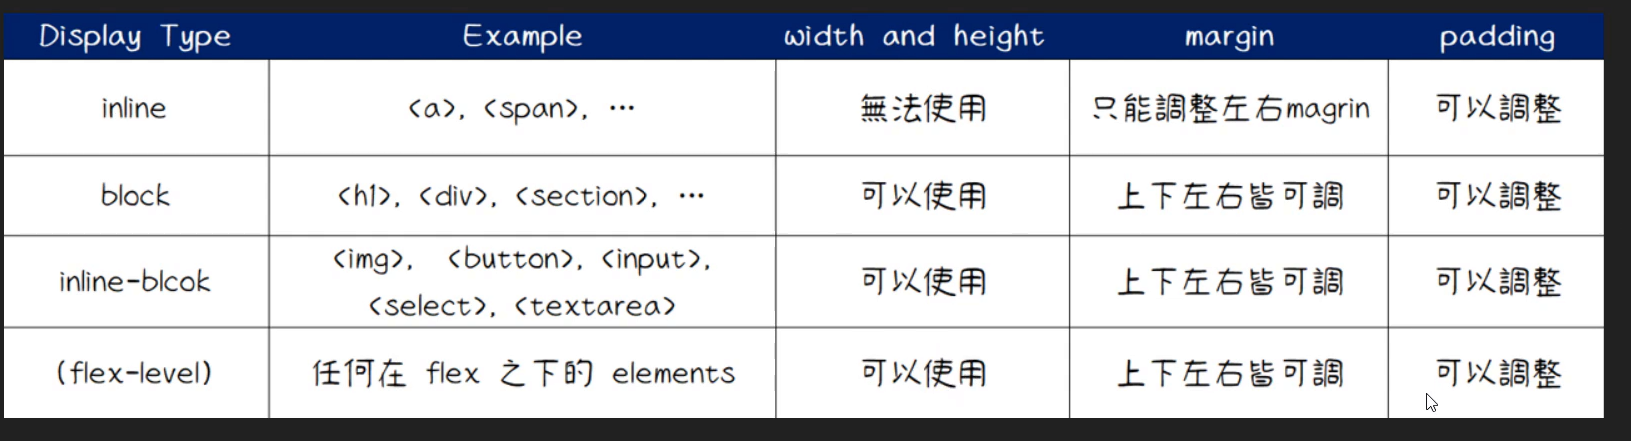 Display Type Example width and height margin padding
inline <a>, <span>, … 無法使用 只能調整左右magrin 可以調整
block <h1>, <div>, <section>, … 可以使用 上下左右皆可調 可以調整
inline-blcok <img>, <button>, <input>,
<select>, <textarea> 可以使用 上下左右皆可調 可以調整
(flex-level) 任何在 flex 之下的 elements 可以使用 上下左右皆可調 可以調整